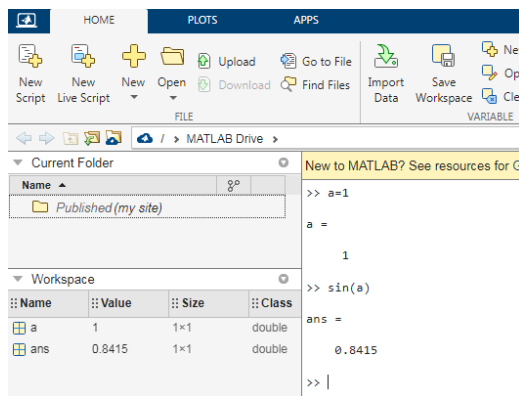 HOME PLOTS APPS
New Script
New Live Script
New
Open
Upload
Download
Go to File
Find Files
Import Data
Save Workspace
FILE
VARIABLE
/ > MATLAB Drive >
Current Folder
Name
Published (my site)
Workspace
Name Value Size Class
a 1 1×1 double
ans 0.8415 1×1 double
New to MATLAB? See resources for
>> a=1
a =
1
>> sin(a)
ans =
0.8415
>>